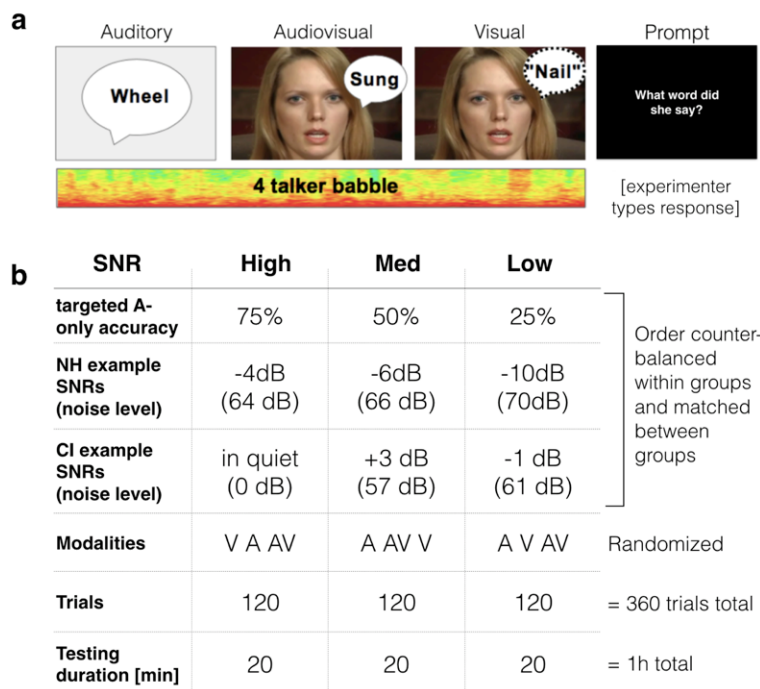 a
Auditory Audiovisual Visual Prompt
Wheel
Sung
"Nail"
What word did
she say?
4 talker babble
[experimenter
types response]
b
SNR High Med Low
targeted A-
only accuracy
75% 50% 25%
NH example
SNRs
(noise level)
-4dB -6dB -10dB
(64 dB) (66 dB) (70dB)
CI example
SNRs
(noise level)
in quiet +3 dB -1 dB
(0 dB) (57 dB) (61 dB)
Order counter-
balanced
within groups
and matched
between
groups
Modalities V A AV A AV V A V AV Randomized
Trials 120 120 120 = 360 trials total
Testing
duration [min]
20 20 20 = 1h total